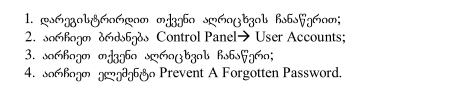 1. დარეგისტრირდით თქვენი აღრიცხვის ჩანაწერით;
2. აირჩიეთ ბრძანება Control Panel→ User Accounts;
3. აირჩიეთ თქვენი აღრიცხვის ჩანაწერი;
4. აირჩიეთ ელემენტი Prevent A Forgotten Password.